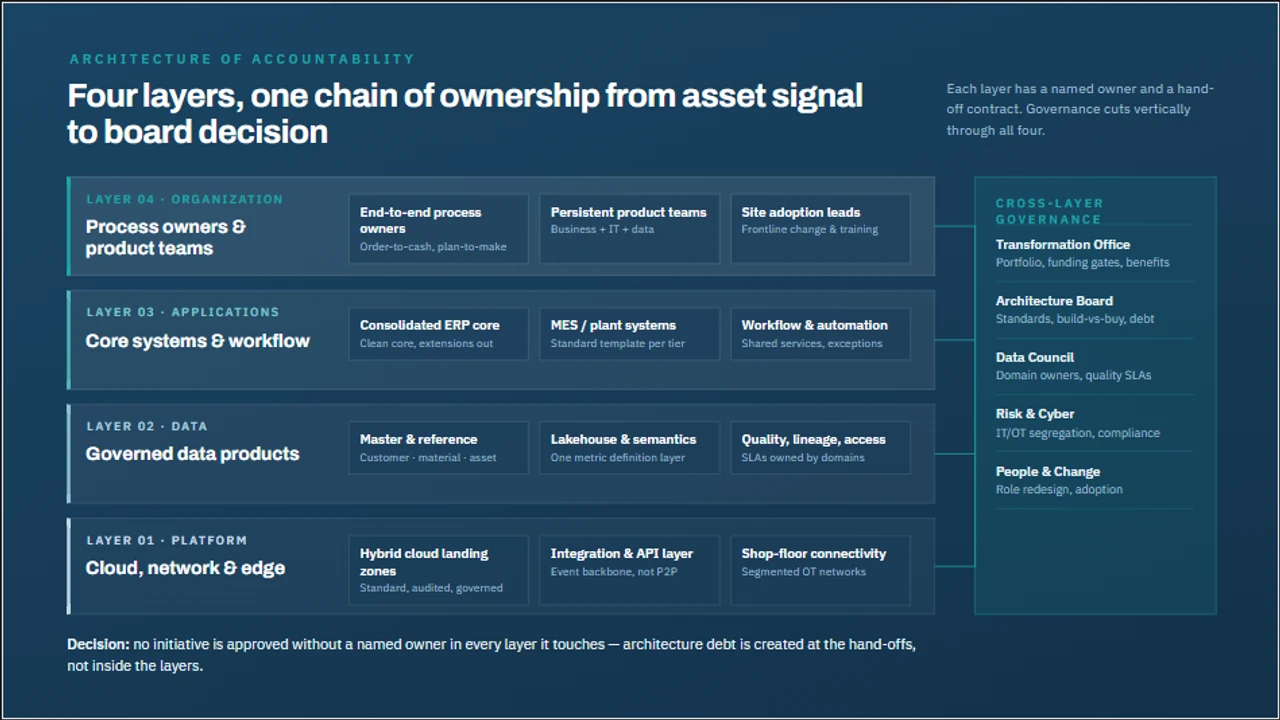 ARCHITECTURE OF ACCOUNTABILITY
Four layers, one chain of ownership from asset signal
to board decision
Each layer has a named owner and a hand-
off contract. Governance cuts vertically
through all four.
LAYER 04 · ORGANIZATION
Process owners &
product teams
End-to-end process
owners
Order-to-cash, plan-to-make
Persistent product teams
Business + IT + data
Site adoption leads
Frontline change & training
LAYER 03 · APPLICATIONS
Core systems & workflow
Consolidated ERP core
Clean core, extensions out
MES / plant systems
Standard template per tier
Workflow & automation
Shared services, exceptions
LAYER 02 · DATA
Governed data products
Master & reference
Customer · material · asset
Lakehouse & semantics
One metric definition layer
Quality, lineage, access
SLAs owned by domains
LAYER 01 · PLATFORM
Cloud, network & edge
Hybrid cloud landing
zones
Standard, audited, governed
Integration & API layer
Event backbone, not P2P
Shop-floor connectivity
Segmented OT networks
CROSS-LAYER
GOVERNANCE
Transformation Office
Portfolio, funding gates, benefits
Architecture Board
Standards, build-vs-buy, debt
Data Council
Domain owners, quality SLAs
Risk & Cyber
IT/OT segregation, compliance
People & Change
Role redesign, adoption
Decision: no initiative is approved without a named owner in every layer it touches — architecture debt is created at the hand-offs,
not inside the layers.